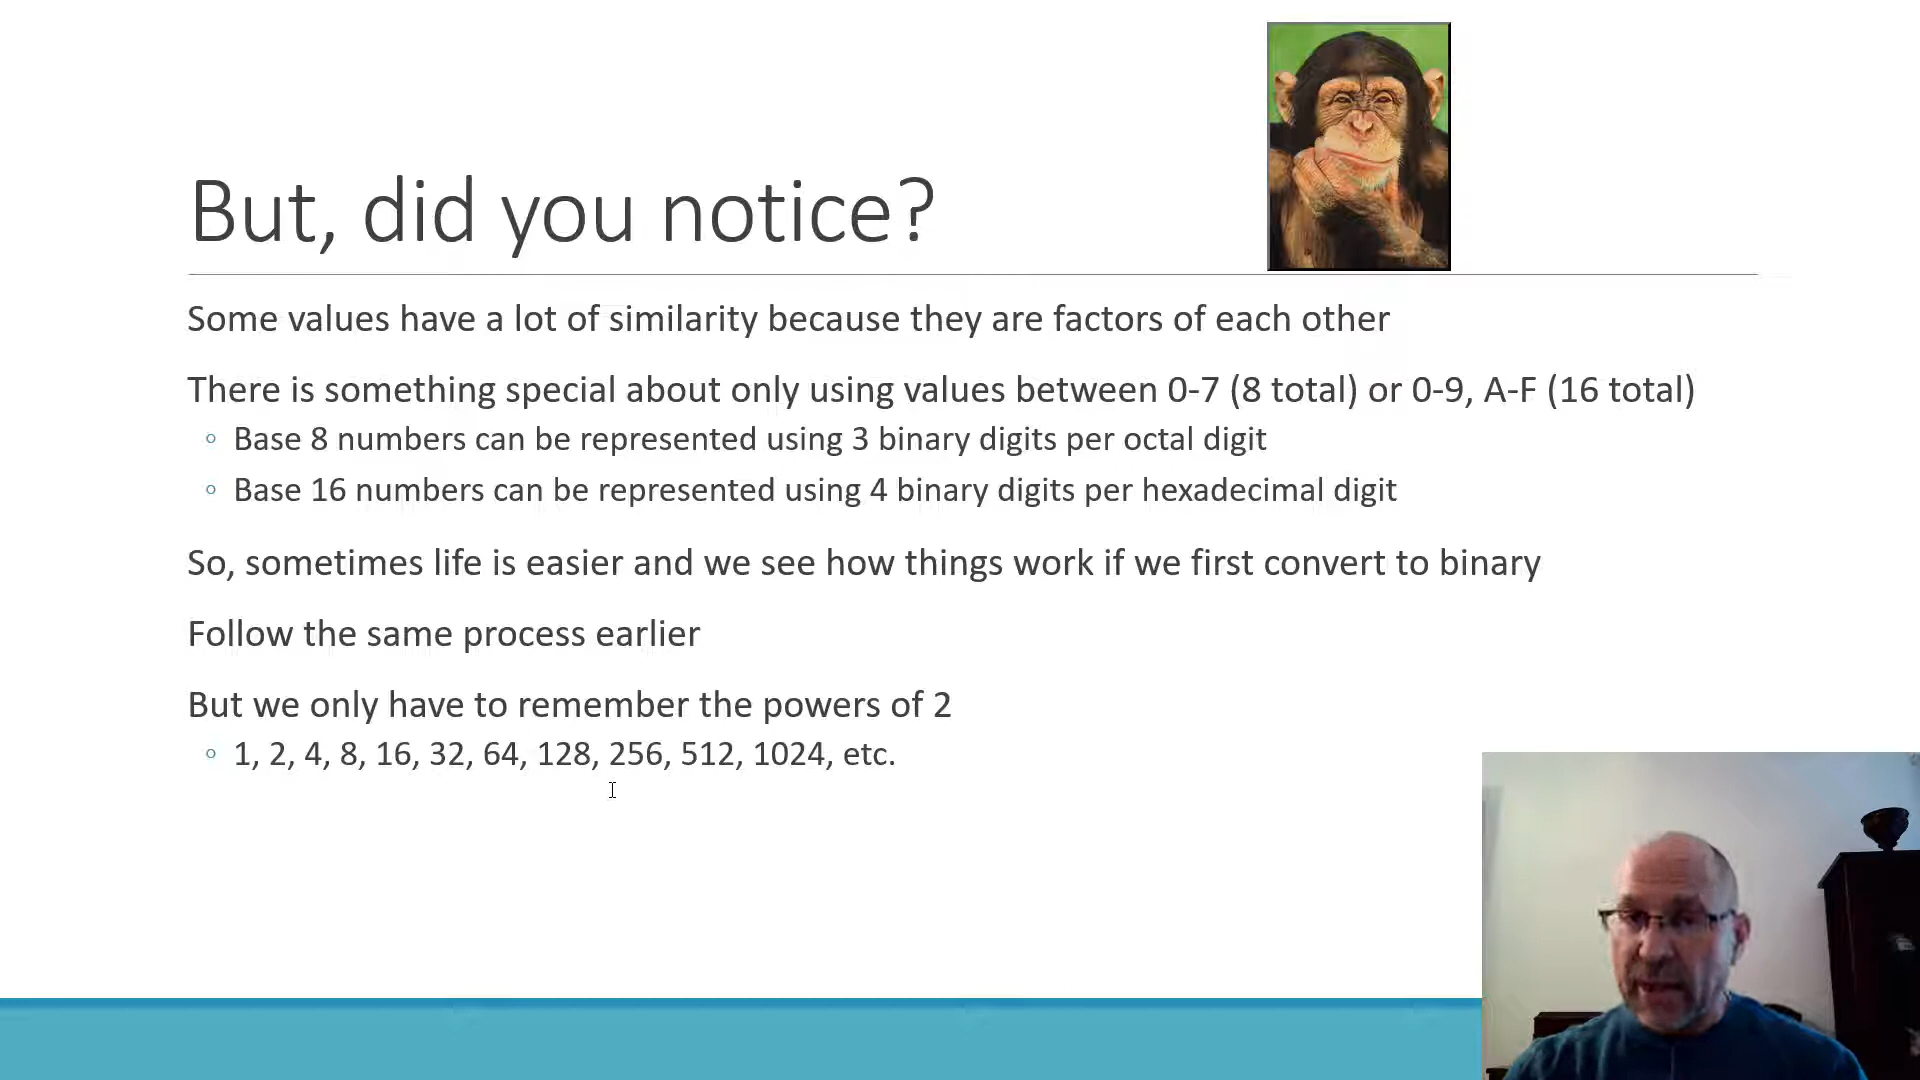 But, did you notice?
Some values have a lot of similarity because they are factors of each other
There is something special about only using values between 0-7 (8 total) or 0-9, A-F (16 total)
◦ Base 8 numbers can be represented using 3 binary digits per octal digit
◦ Base 16 numbers can be represented using 4 binary digits per hexadecimal digit
So, sometimes life is easier and we see how things work if we first convert to binary
Follow the same process earlier
But we only have to remember the powers of 2
◦ 1, 2, 4, 8, 16, 32, 64, 128, 256, 512, 1024, etc.